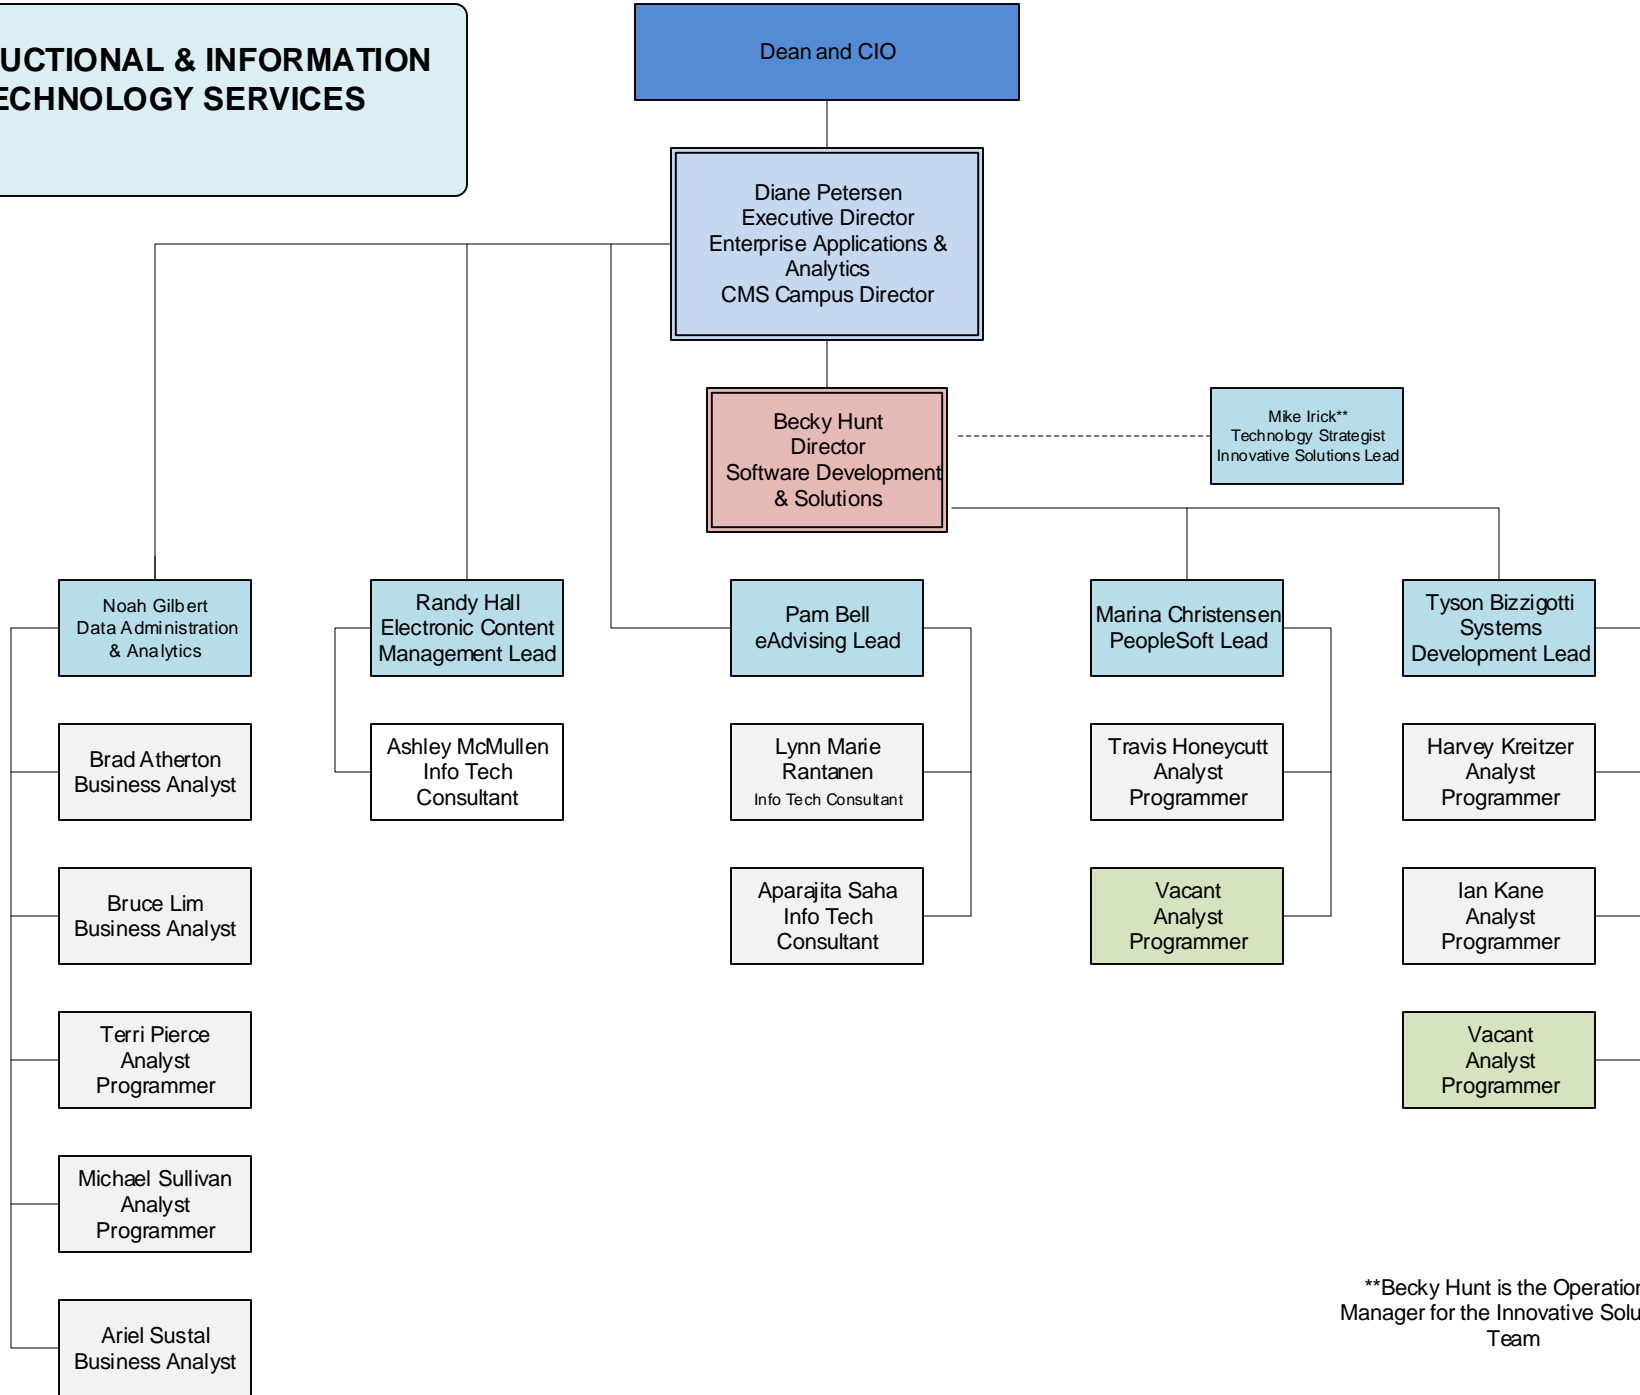 UCTIONAL & INFORMATION
ECHNOLOGY SERVICES
Dean and CIO
Diane Petersen
Executive Director
Enterprise Applications &
Analytics
CMS Campus Director
Becky Hunt
Director
Software Development
& Solutions
Mike Irick**
Technology Strategist
Innovative Solutions Lead
Noah Gilbert
Data Administration
& Analytics
Randy Hall
Electronic Content
Management Lead
Pam Bell
eAdvising Lead
Marina Christensen
PeopleSoft Lead
Tyson Bizzigotti
Systems
Development Lead
Brad Atherton
Business Analyst
Ashley McMullen
Info Tech
Consultant
Lynn Marie
Rantanen
Info Tech Consultant
Travis Honeycutt
Analyst
Programmer
Harvey Kreitzer
Analyst
Programmer
Bruce Lim
Business Analyst
Aparajita Saha
Info Tech
Consultant
Vacant
Analyst
Programmer
Ian Kane
Analyst
Programmer
Terri Pierce
Analyst
Programmer
Vacant
Analyst
Programmer
Michael Sullivan
Analyst
Programmer
Ariel Sustal
Business Analyst
**Becky Hunt is the Operation
Manager for the Innovative Solu
Team